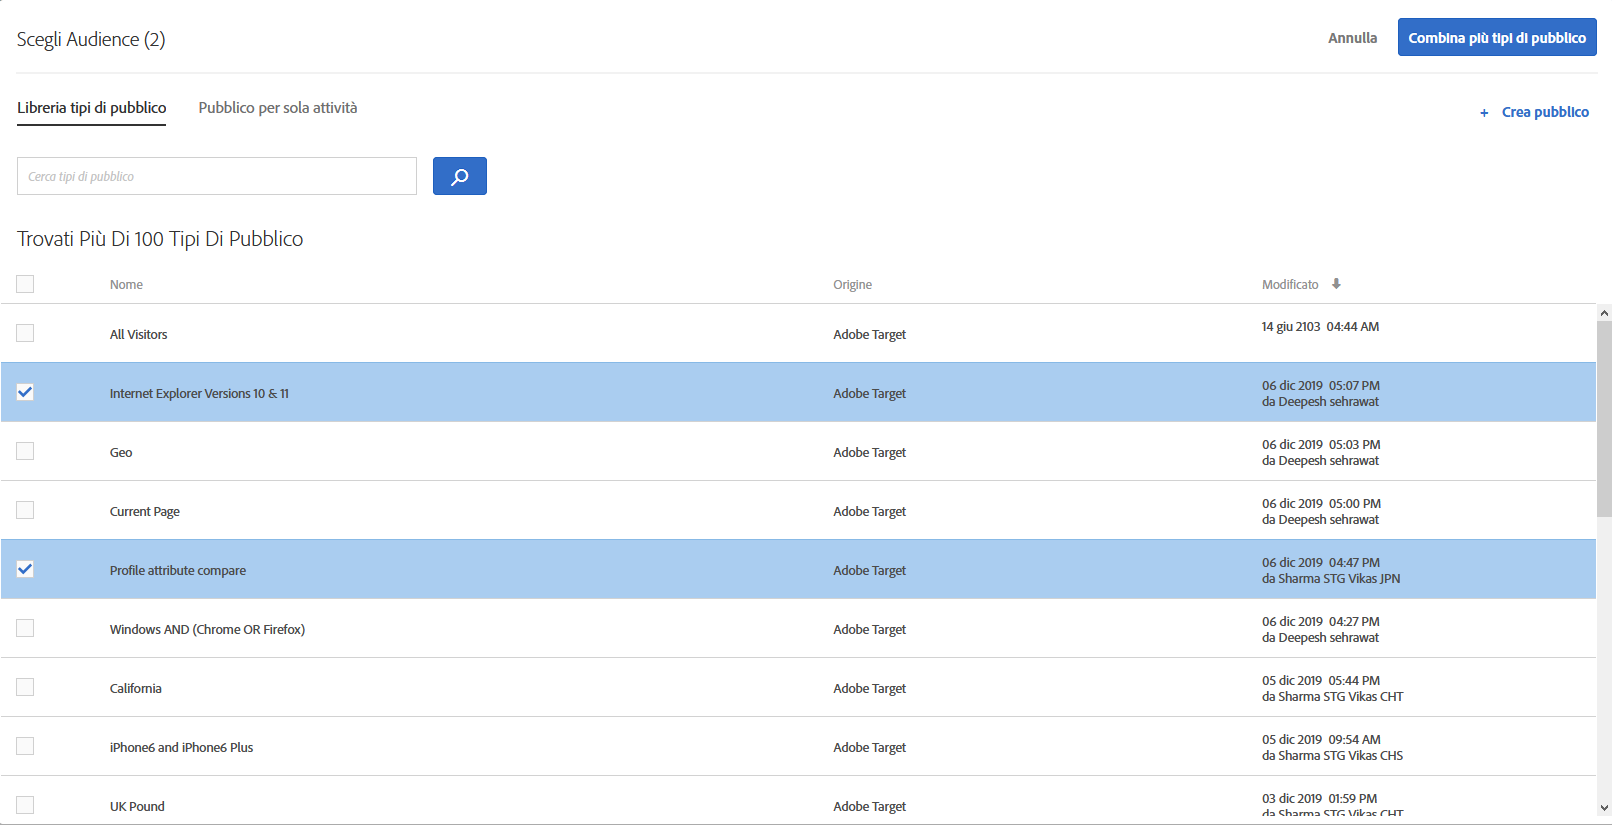 Scegli Audience (2)
Annulla
Combina più tipi di pubblico
Libreria tipi di pubblico
Pubblico per sola attività
+ Crea pubblico
Cerca tipi di pubblico
Trovati Più Di 100 Tipi Di Pubblico
Nome
Origine
Modificato
All Visitors
Adobe Target
14 giu 2103 04:44 AM
Internet Explorer Versions 10 & 11
Adobe Target
06 dic 2019 05:07 PM
da Deepesh sehrawat
Geo
Adobe Target
06 dic 2019 05:03 PM
da Deepesh sehrawat
Current Page
Adobe Target
06 dic 2019 05:00 PM
da Deepesh sehrawat
Profile attribute compare
Adobe Target
06 dic 2019 04:47 PM
da Sharma STG Vikas JPN
Windows AND (Chrome OR Firefox)
Adobe Target
06 dic 2019 04:27 PM
da Deepesh sehrawat
California
Adobe Target
05 dic 2019 05:44 PM
da Sharma STG Vikas CHT
iPhone6 and iPhone6 Plus
Adobe Target
05 dic 2019 09:54 AM
da Sharma STG Vikas CHS
UK Pound
Adobe Target
03 dic 2019 01:59 PM
da Sharma STG Vikas CHT